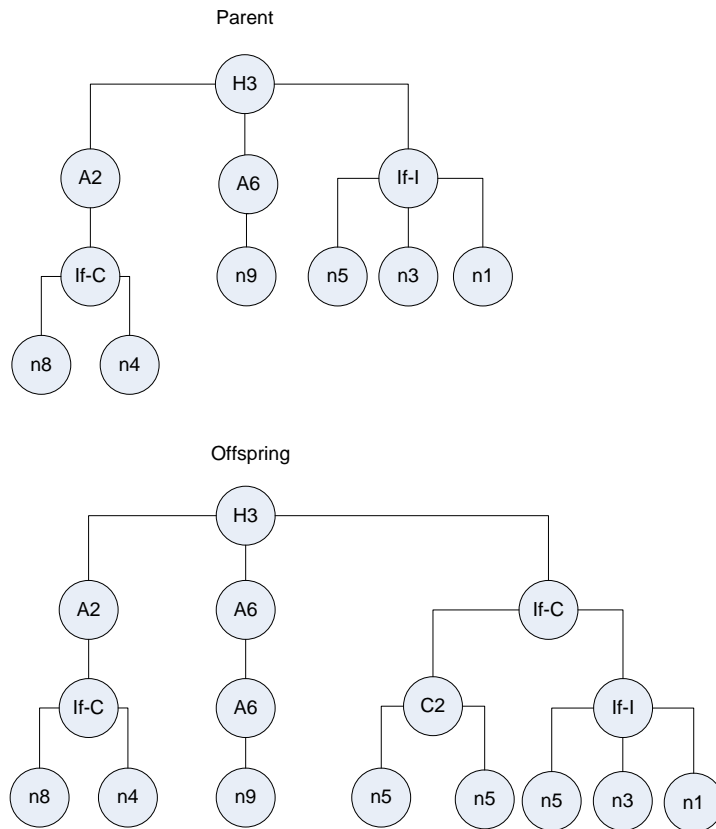 Parent
H3
A2
A6
If-I
If-C
n9
n5
n3
n1
n8
n4
Offspring
H3
A2
A6
If-C
If-C
A6
C2
If-I
n8
n4
n9
n5
n5
n5
n3
n1